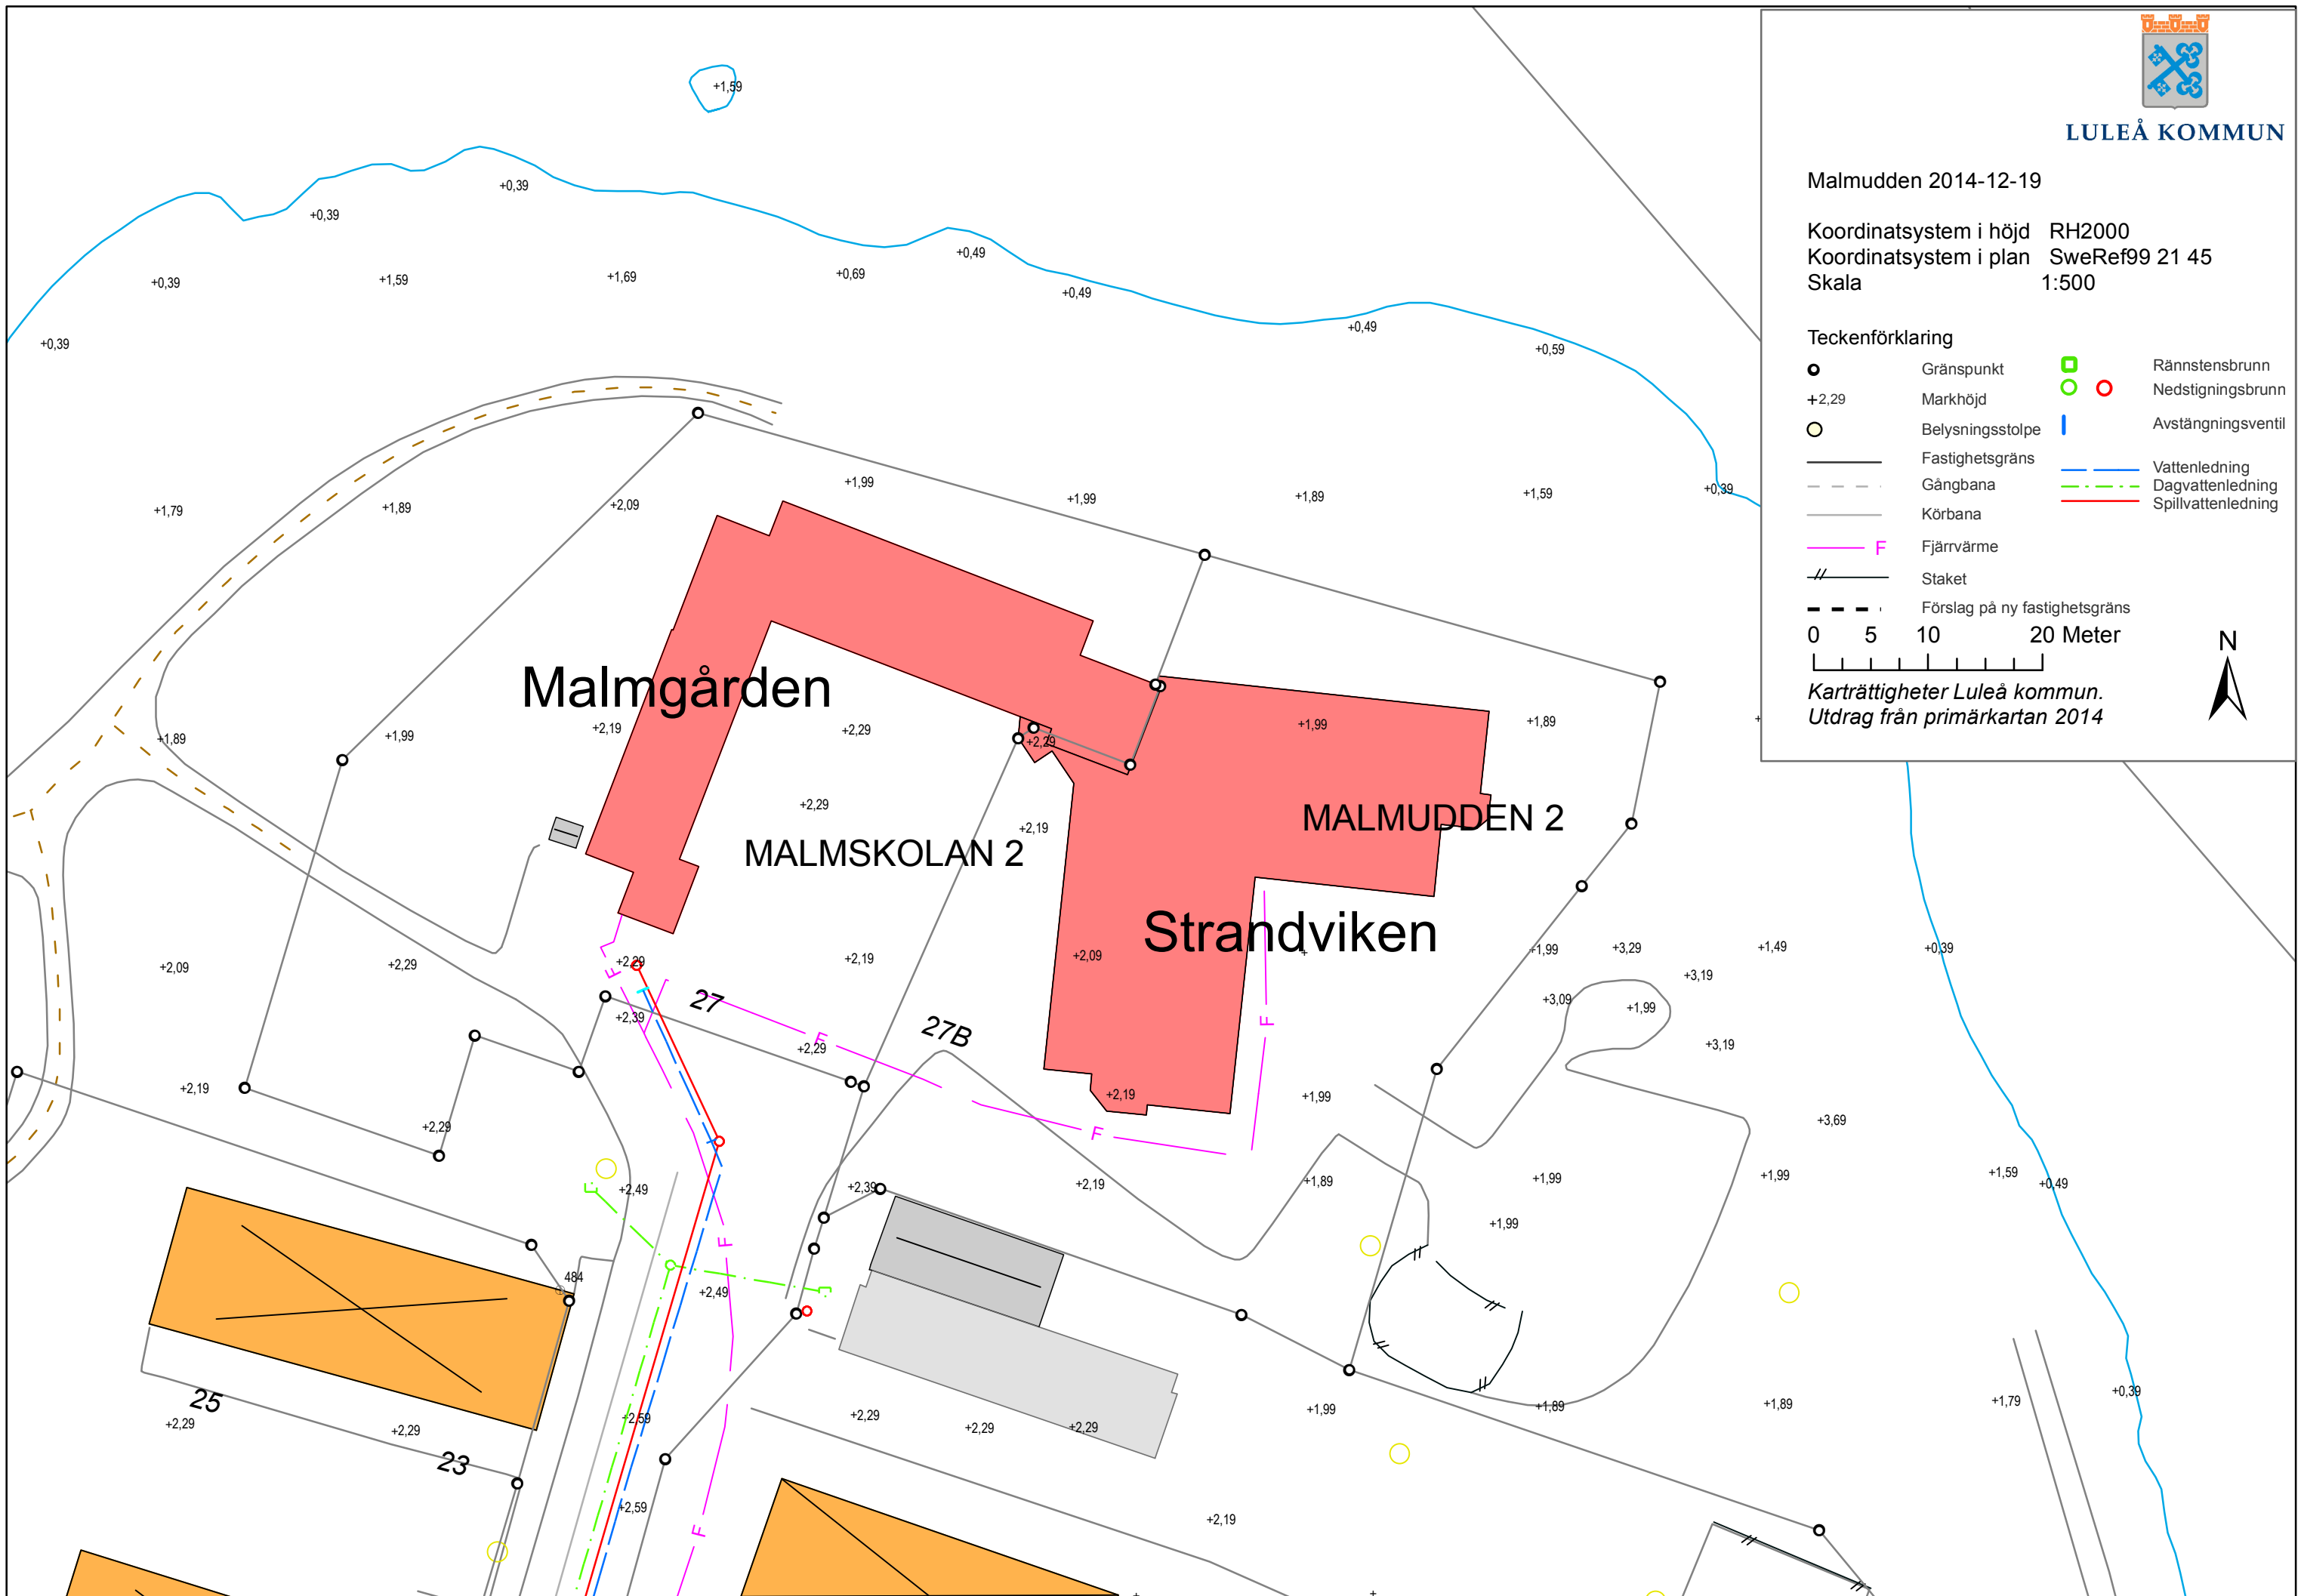 LULEÅ KOMMUN
Malmudden 2014-12-19
Koordinatsystem i höjd RH2000
Koordinatsystem i plan SweRef99 21 45
Skala 1:500
Teckenförklaring
Gränspunkt
+2,29 Markhöjd
Belysningsstolpe
Fastighetsgräns
Gångbana
Körbana
F Fjärrvärme
Staket
Förslag på ny fastighetsgräns
Rännstensbrunn
Nedstigningsbrunn
Avstängningsventil
Vattenledning
Dagvattenledning
Spillvattenledning
0 5 10 20 Meter
N
Karträttigheter Luleå kommun.
Utdrag från primärkartan 2014
+1,59
+0,39
+0,39
+0,49
+0,39 +1,59 +1,69 +0,69
+0,49
+0,49
+0,39
+0,59
+1,99
+1,79 +1,89 +2,09
+1,99 +1,89 +1,59 +0,39
Malmgården
+1,89 +1,99 +2,19 +2,29
+2,29
+1,99 +1,89
+2,29
+2,19
MALMSKOLAN 2
MALMUDDEN 2
Strandviken
+2,09 +2,29 +2,29 +2,19 +2,09
+1,99 +3,29 +1,49 +0,39
+3,19
+3,09 +1,99
+3,19
F
27
27B
+2,39
F
+2,29
F
+2,19 +2,29
+2,19
+1,99
+3,69
F
+2,49 +2,39 +2,19 +1,89 +1,99 +1,99 +1,59
+0,49
+1,99
F
484
+2,49
25
+2,29 +2,29
23
+2,59
+2,29 +2,29 +2,29
+1,99 +1,89 +1,89 +1,79 +0,39
+2,59
F
+2,19